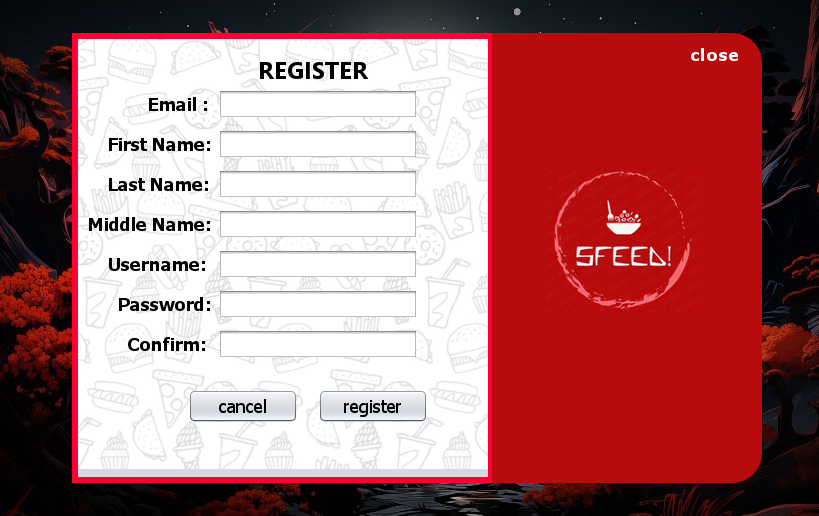 close
REGISTER
Email :
First Name:
Last Name:
Middle Name:
Username:
Password:
Confirm:
cancel register
SFEED!